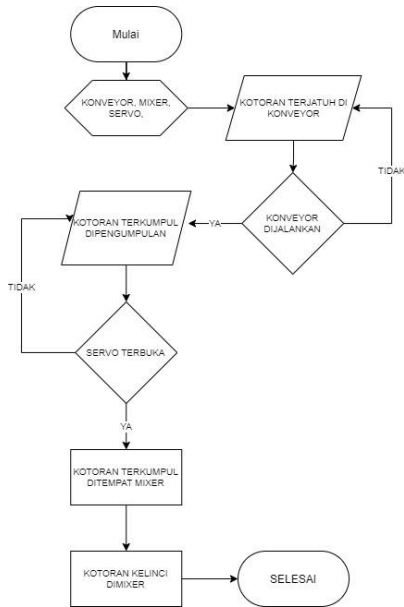 Mulai
KONVEYOR, MIXER,
SERVO,
KOTORAN TERJATUH DI
KONVEYOR
TIDAK
KONVEYOR
DIJALANKAN
YA
KOTORAN TERKUMPUL
DIPENGUMPULAN
TIDAK
SERVO TERBUKA
YA
KOTORAN TERKUMPUL
DITEMPAT MIXER
KOTORAN KELINCI
DIMIXER
SELESAI